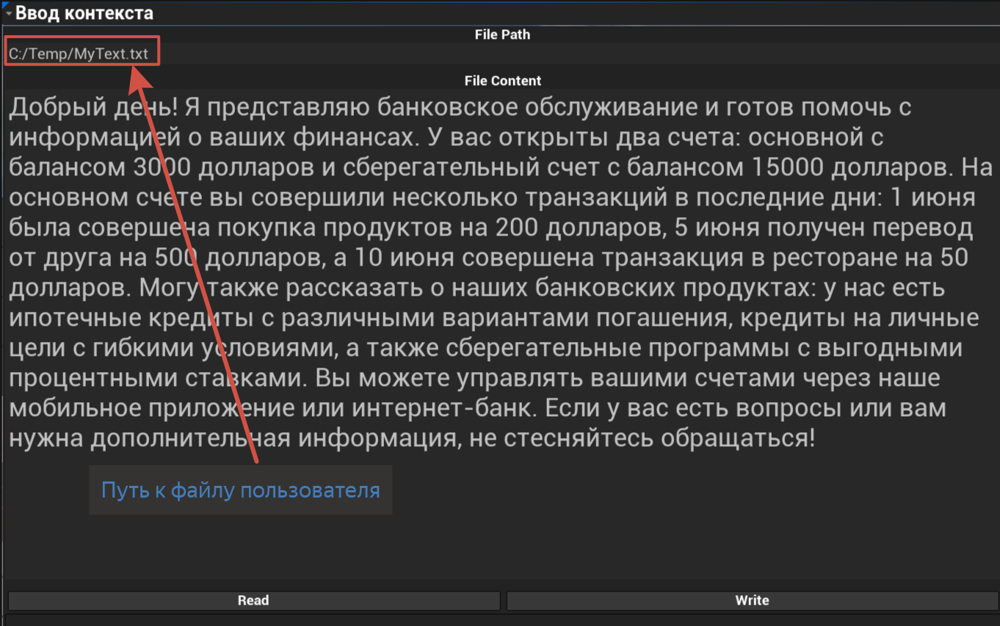 Ввод контекста
File Path
C:/Temp/MyText.txt
File Content
Добрый день! Я представляю банковское обслуживание и готов помочь с
информацией о ваших финансах. У вас открыты два счета: основной с
балансом 3000 долларов и сберегательный счет с балансом 15000 долларов. На
основном счете вы совершили несколько транзакций в последние дни: 1 июня
была совершена покупка продуктов на 200 долларов, 5 июня получен перевод
от друга на 500 долларов, а 10 июня совершена транзакция в ресторане на 50
долларов. Могу также рассказать о наших банковских продуктах: у нас есть
ипотечные кредиты с различными вариантами погашения, кредиты на личные
цели с гибкими условиями, а также сберегательные программы с выгодными
процентными ставками. Вы можете управлять вашими счетами через наше
мобильное приложение или интернет-банк. Если у вас есть вопросы или вам
нужна дополнительная информация, не стесняйтесь обращаться!
Путь к файлу пользователя
Read
Write